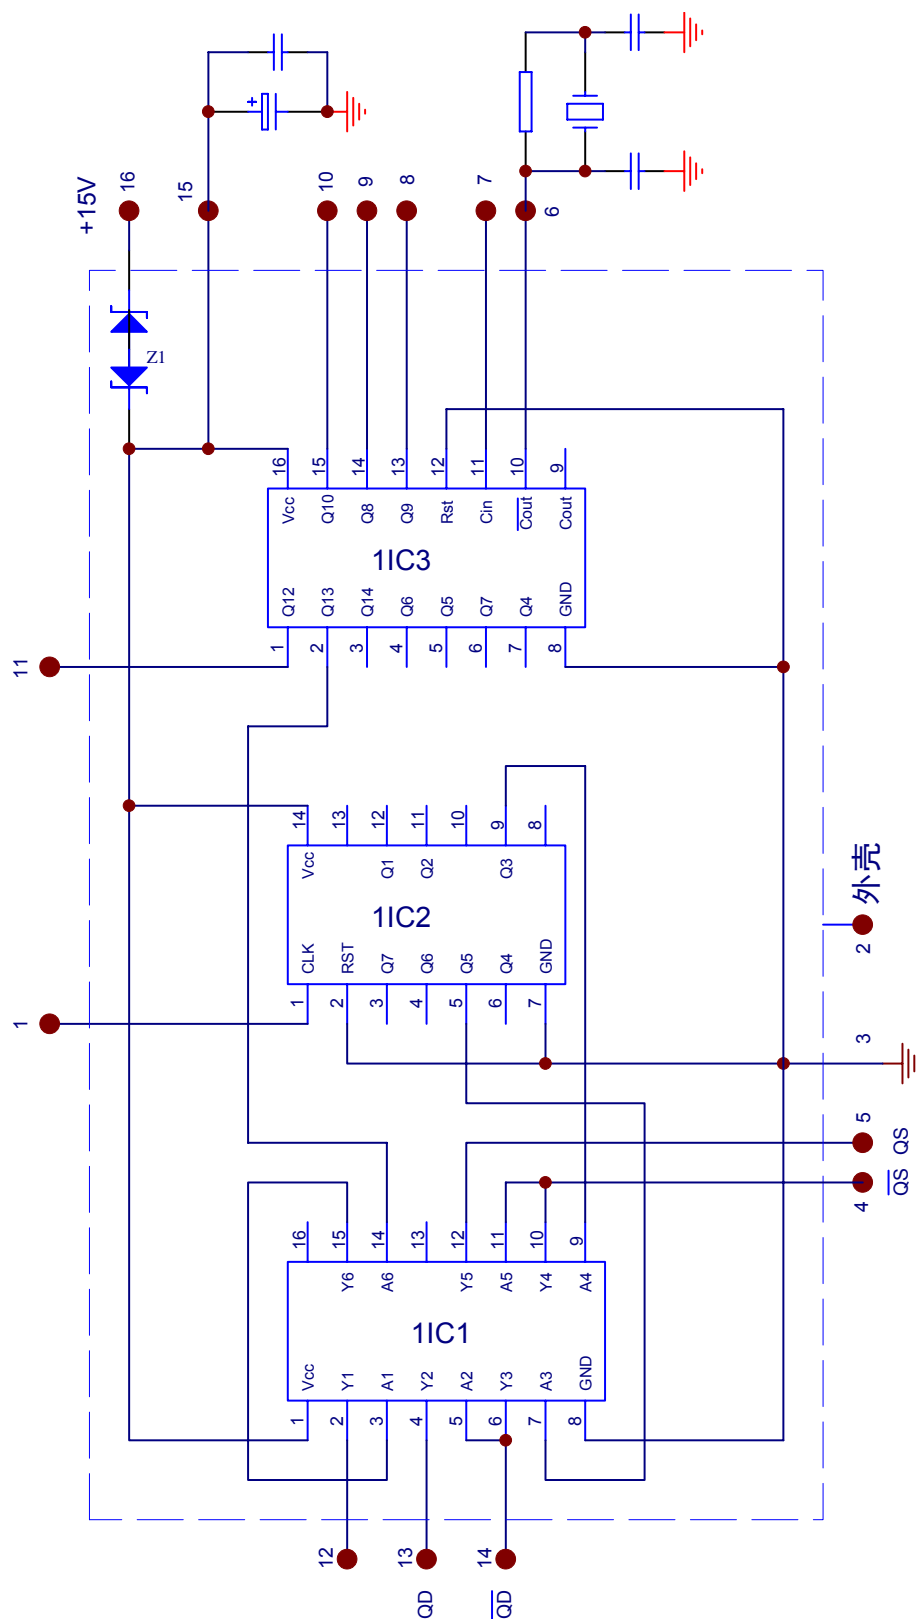 +15V
16
15
10
9
8
7
6
+
Z1
16
15
14
13
12
11
10
9
Vcc
Q10
Q8
Q9
Rst
Cin
Cout
Cout
1IC3
Q12
Q13
Q14
Q6
Q5
Q7
Q4
GND
1
2
3
4
5
6
7
8
11
14
13
12
11
10
9
8
Vcc
Q1
Q2
Q3
1IC2
CLK
RST
Q7
Q6
Q5
Q4
GND
1
2
3
4
5
6
7
1
外壳
2
3
5
QS
4
QS
16
15
14
13
12
11
10
9
Y6
A6
Y5
A5
Y4
A4
1IC1
Vcc
Y1
A1
Y2
A2
Y3
A3
GND
1
2
3
4
5
6
7
8
12
13
14
QD
QD